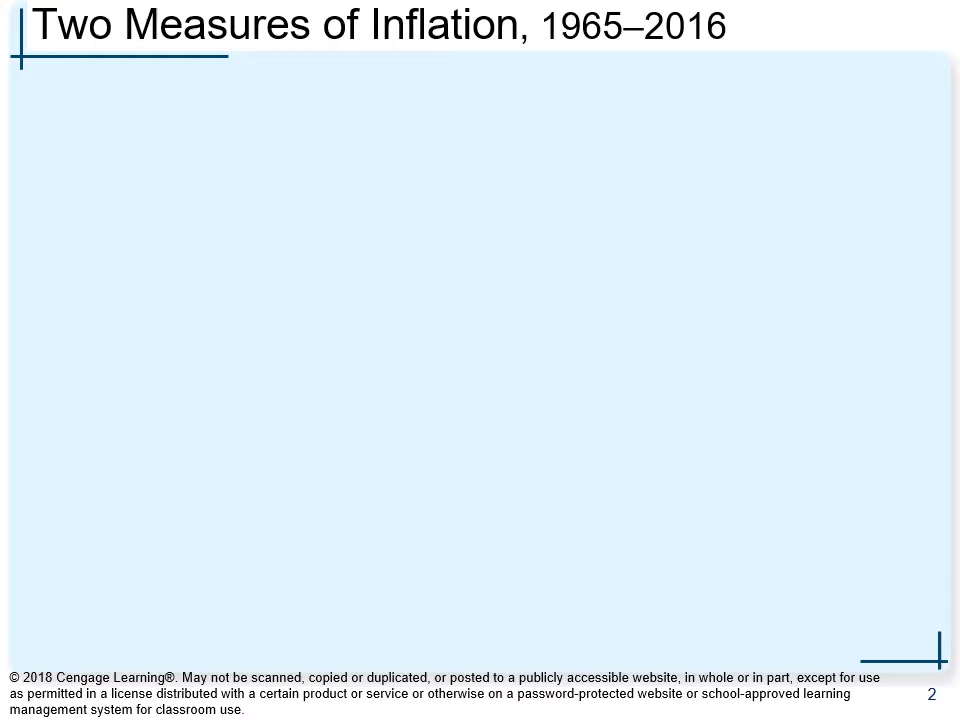 Two Measures of Inflation, 1965–2016
© 2018 Cengage Learning®. May not be scanned, copied or duplicated, or posted to a publicly accessible website, in whole or in part, except for use
as permitted in a license distributed with a certain product or service or otherwise on a password-protected website or school-approved learning
management system for classroom use.
2